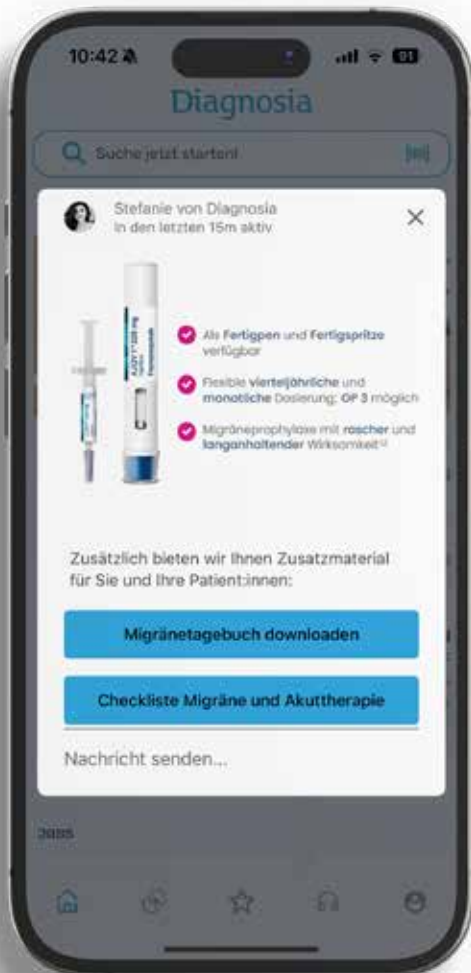 10:42
91
Diagnosia
Suche jetzt starten!
Stefanie von Diagnosia
In den letzten 15m aktiv
Als Fertigpen und Fertigspritze
verfügbar
Flexible vierteljährliche und
monatliche Dosierung; OP 3 möglich
Migräneprophylaxe mit rascher und
langanhaltender Wirksamkeit
Zusätzlich bieten wir Ihnen Zusatzmaterial
für Sie und Ihre Patient:innen:
Migränetagebuch downloaden
Checkliste Migräne und Akuttherapie
Nachricht senden...